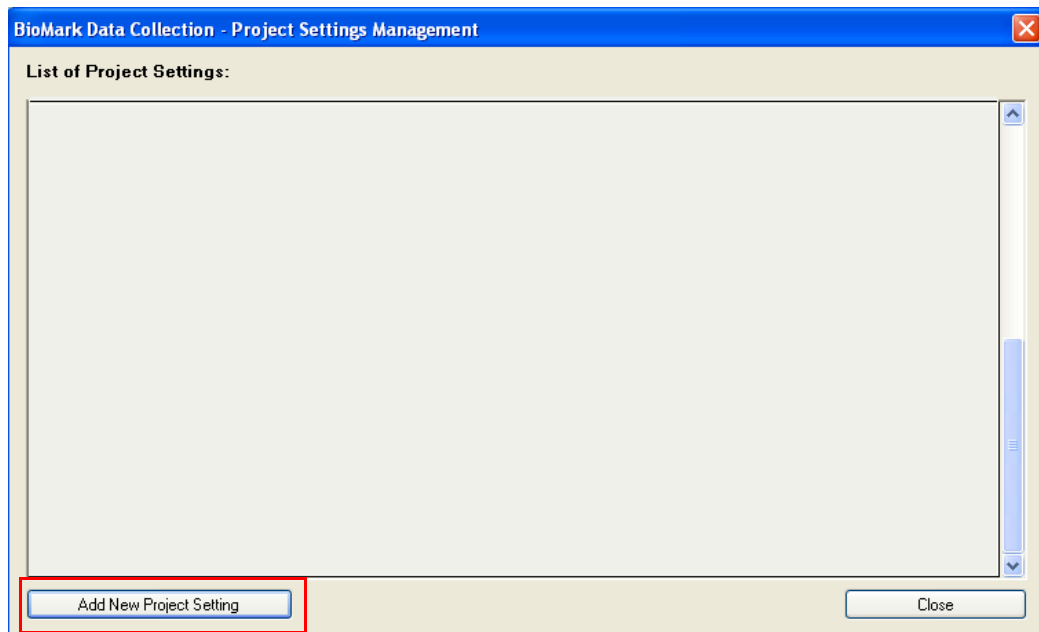 BioMark Data Collection - Project Settings Management
List of Project Settings:
Add New Project Setting
Close